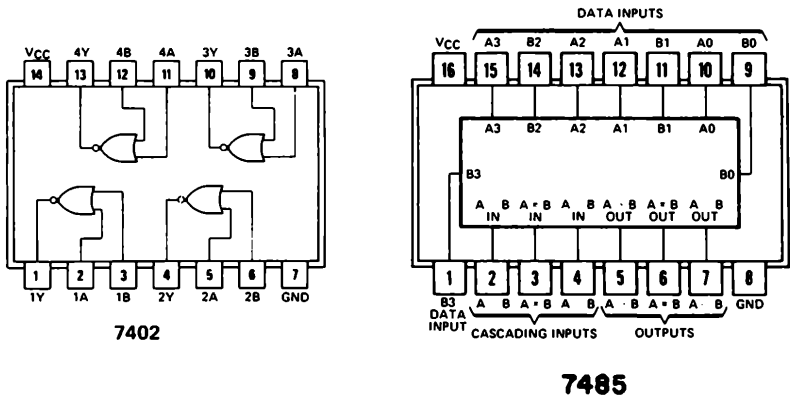 VCC 4Y 4B 4A 3Y 3B 3A
14 13 12 11 10 9 8
1 2 3 4 5 6 7
1Y 1A 1B 2Y 2A 2B GND
7402
DATA INPUTS
VCC A3 B2 A2 A1 B1 A0 B0
16 15 14 13 12 11 10 9
A3 B2 A2 A1 B1 A0
B3 B0
A B A = B A B A · B A = B A B
IN IN IN OUT OUT OUT
1 2 3 4 5 6 7 8
B3 A B A = B A B A · B A = B A · B GND
DATA
INPUT
CASCADING INPUTS OUTPUTS
7485